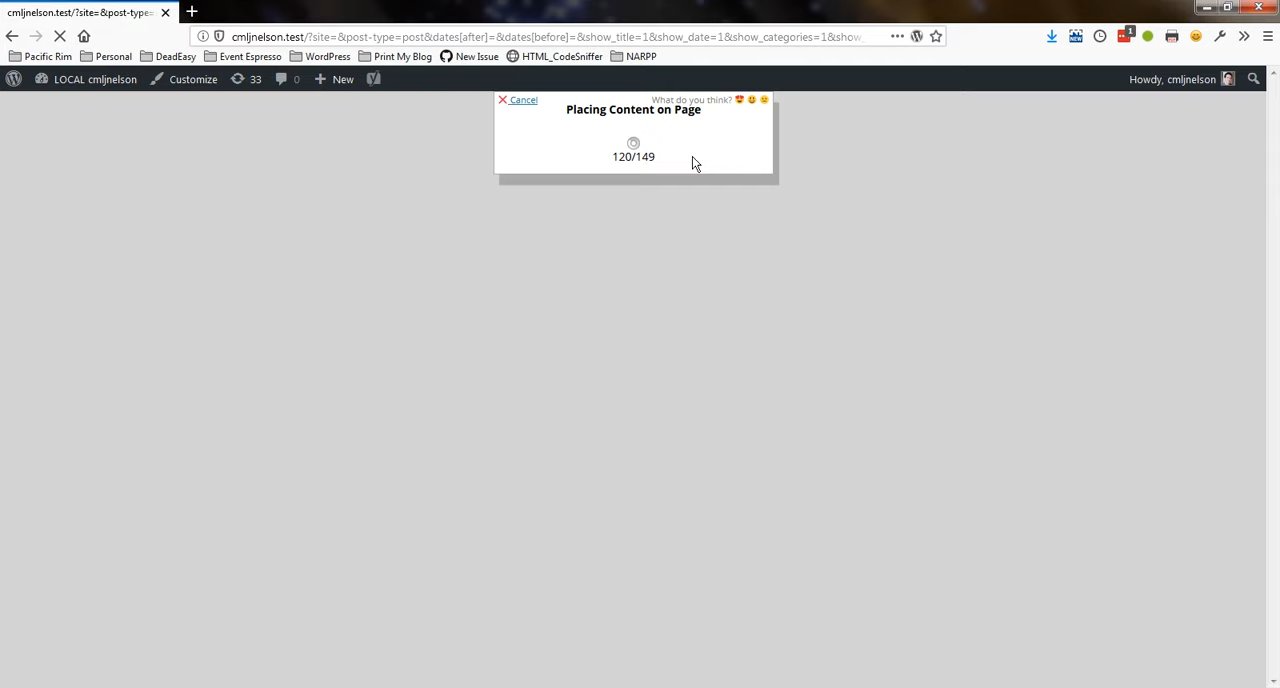 cmljnelson.test/?site=&post-type=
cmljnelson.test/?site=&post-type=post&dates[after]=&dates[before]=&show_title=1&show_date=1&show_categories=1&show_
1
Pacific Rim Personal DeadEasy Event Espresso WordPress Print My Blog New Issue HTML_CodeSniffer NARPP
LOCAL cmljnelson Customize 33 0 New Howdy, cmljnelson
Cancel What do you think?
Placing Content on Page
120/149